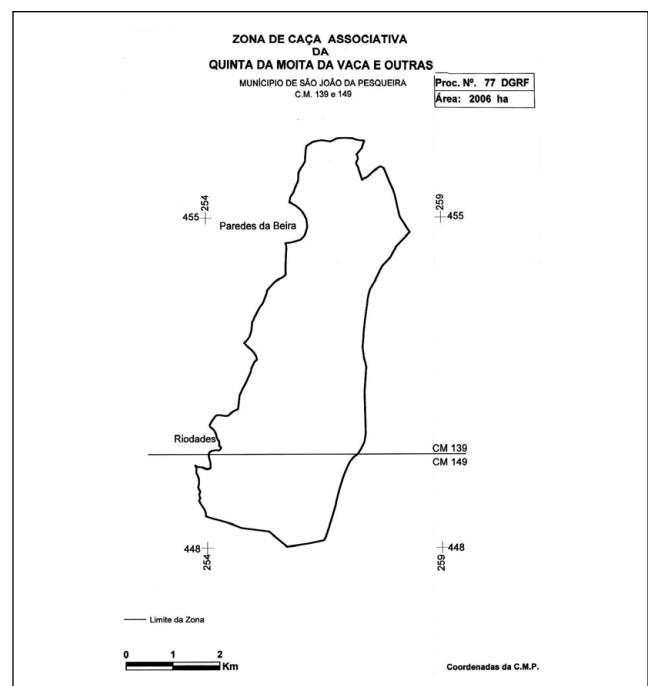 ZONA DE CAÇA ASSOCIATIVA
DA
QUINTA DA MOITA DA VACA E OUTRAS
MUNÍCIPIO DE SÃO JOÃO DA PESQUEIRA
C.M. 139 e 149
Proc. Nº. 77 DGRF
Área: 2006 ha
254
259
455
455
Paredes da Beira
Riodades
CM 139
CM 149
448
448
254
259
Limite da Zona
0 1 2
Km
Coordenadas da C.M.P.